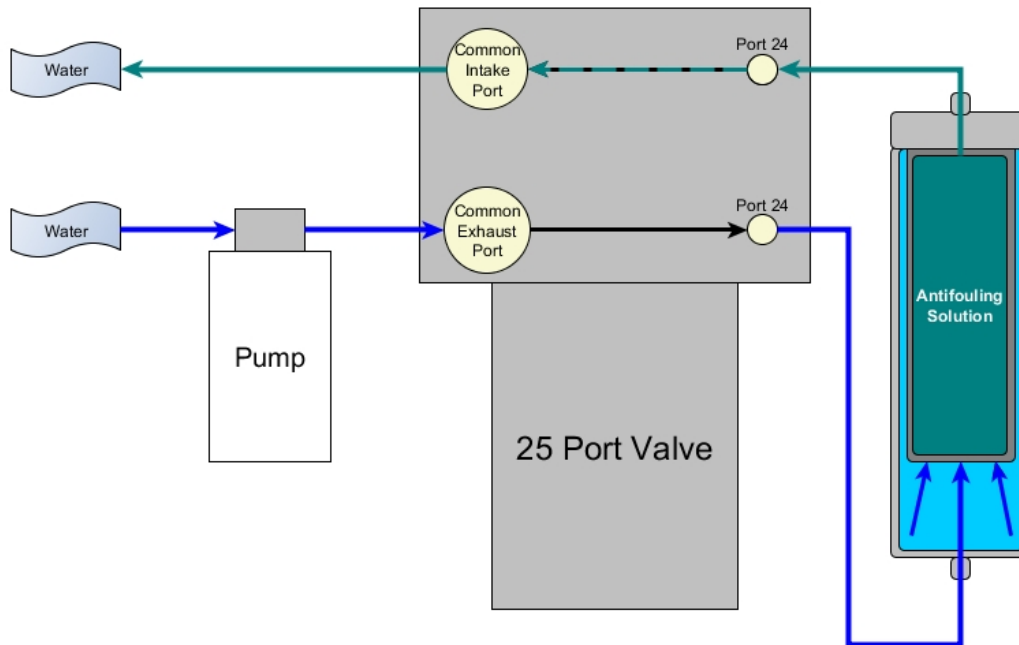 Water
Common
Intake
Port
Port 24
Water
Common
Exhaust
Port
Port 24
Antifouling
Solution
Pump
25 Port Valve